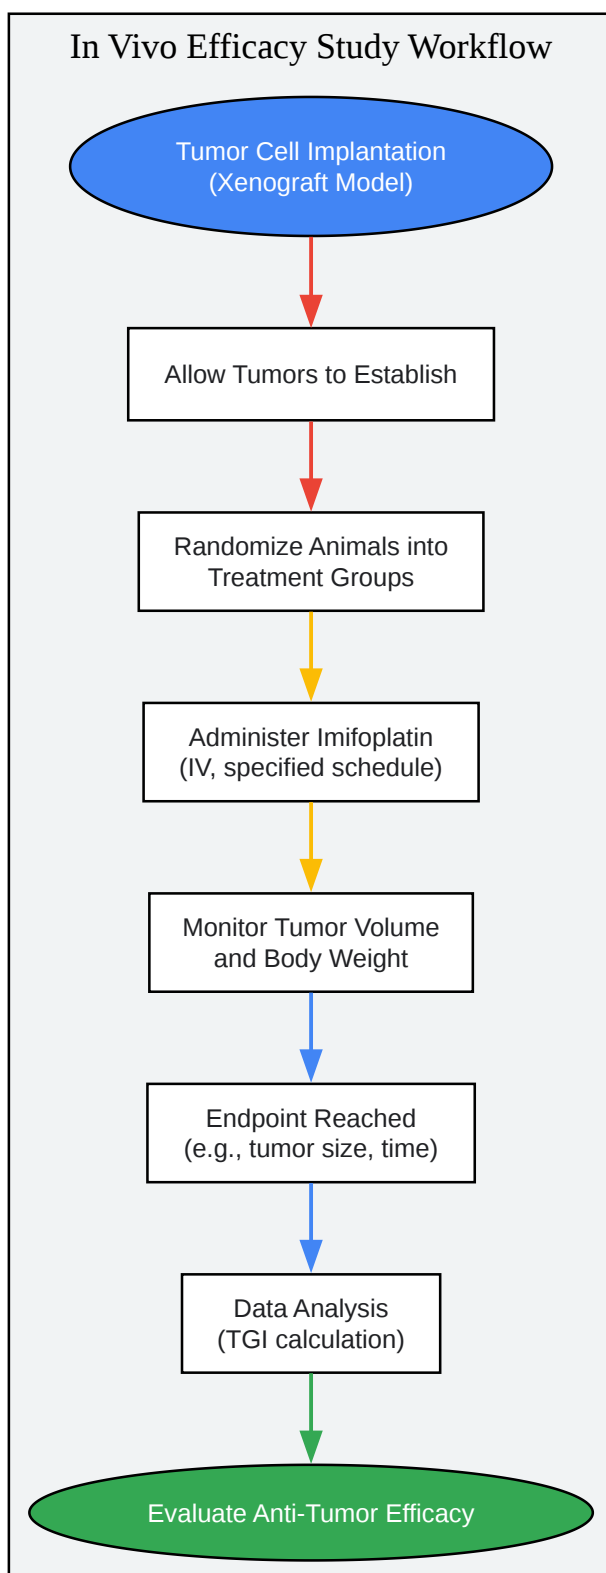 In Vivo Efficacy Study Workflow
Tumor Cell Implantation
(Xenograft Model)
Allow Tumors to Establish
Randomize Animals into
Treatment Groups
Administer Imifoplatin
(IV, specified schedule)
Monitor Tumor Volume
and Body Weight
Endpoint Reached
(e.g., tumor size, time)
Data Analysis
(TGI calculation)
Evaluate Anti-Tumor Efficacy